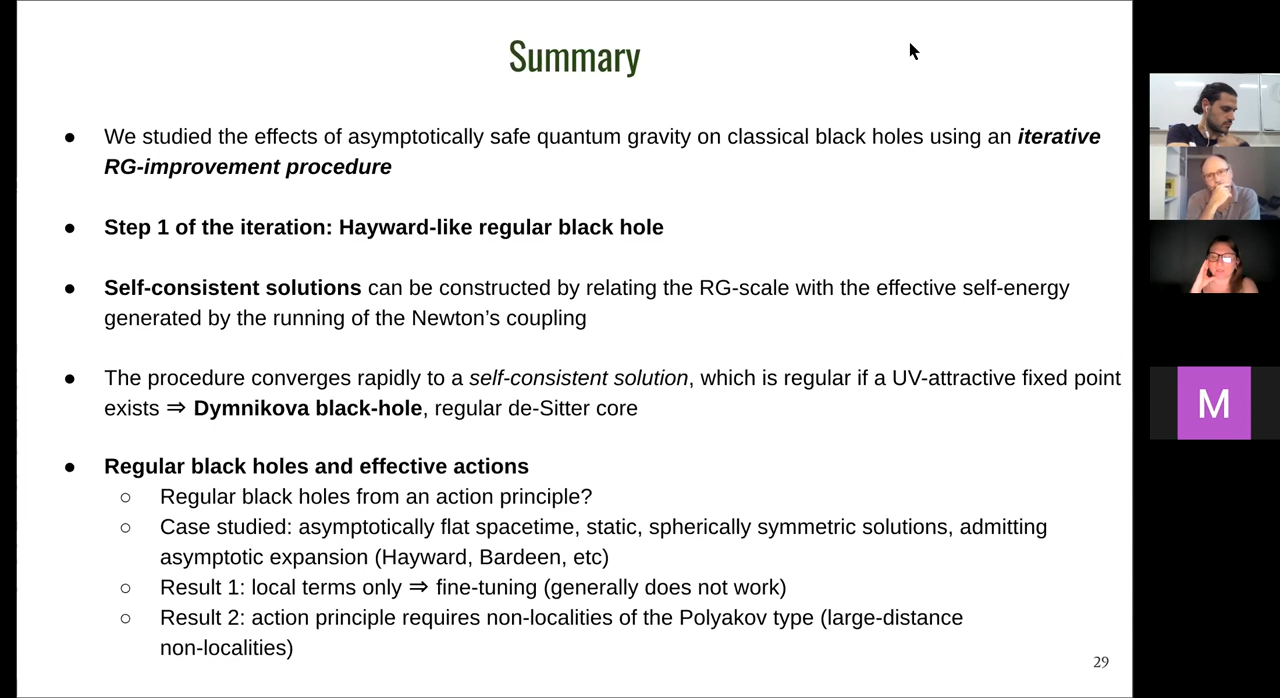 Summary
● We studied the effects of asymptotically safe quantum gravity on classical black holes using an iterative
RG-improvement procedure
● Step 1 of the iteration: Hayward-like regular black hole
● Self-consistent solutions can be constructed by relating the RG-scale with the effective self-energy
generated by the running of the Newton’s coupling
● The procedure converges rapidly to a self-consistent solution, which is regular if a UV-attractive fixed point
exists ⇒ Dymnikova black-hole, regular de-Sitter core
● Regular black holes and effective actions
○ Regular black holes from an action principle?
○ Case studied: asymptotically flat spacetime, static, spherically symmetric solutions, admitting
asymptotic expansion (Hayward, Bardeen, etc)
○ Result 1: local terms only ⇒ fine-tuning (generally does not work)
○ Result 2: action principle requires non-localities of the Polyakov type (large-distance
non-localities)
29
M